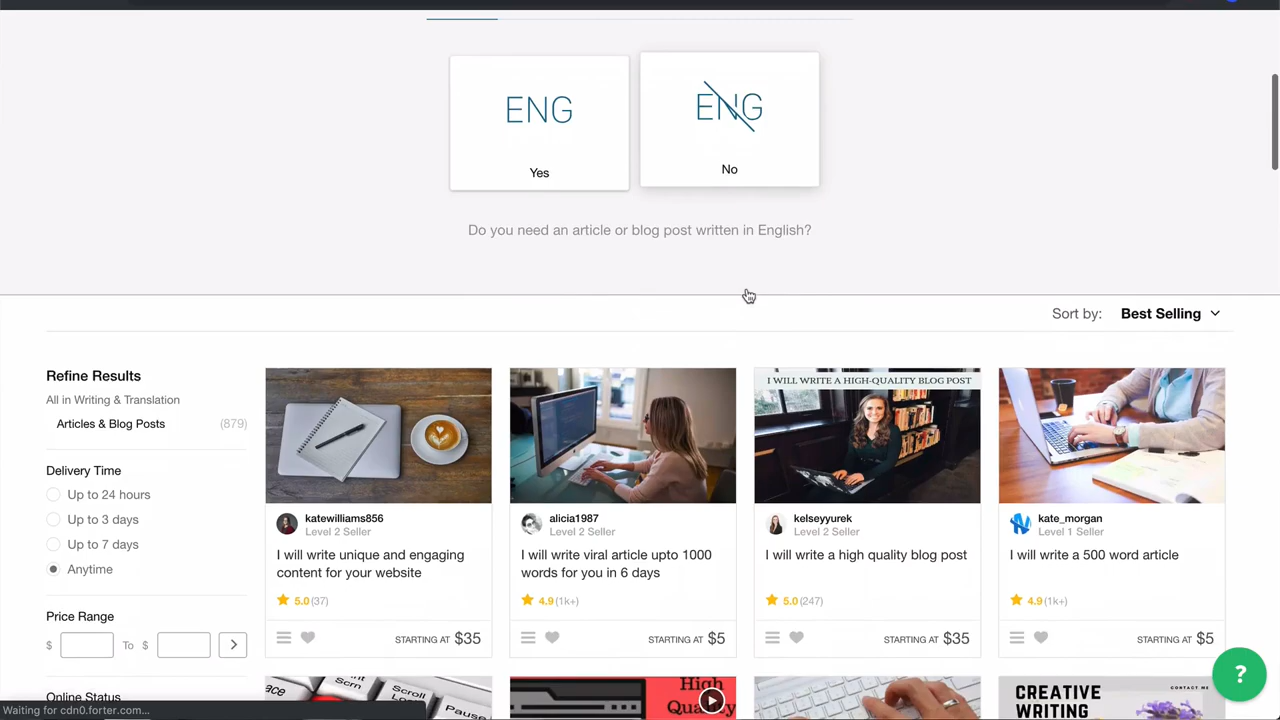 ENG
ENG
Yes
No
Do you need an article or blog post written in English?
Sort by: Best Selling
Refine Results
All in Writing & Translation
Articles & Blog Posts (879)
Delivery Time
Up to 24 hours
Up to 3 days
Up to 7 days
Anytime
Price Range
$ To $
Online Status
I WILL WRITE A HIGH-QUALITY BLOG POST
katewilliams856
Level 2 Seller
I will write unique and engaging
content for your website
5.0 (37)
STARTING AT $35
alicia1987
Level 2 Seller
I will write viral article upto 1000
words for you in 6 days
4.9 (1k+)
STARTING AT $5
kelseyyurek
Level 2 Seller
I will write a high quality blog post
5.0 (247)
STARTING AT $35
kate_morgan
Level 1 Seller
I will write a 500 word article
4.9 (1k+)
STARTING AT $5
Scrn
Scroll
Lock
Pause
High
Quality
CREATIVE
WRITING
CONTACT ME
?
Waiting for cdn0.forter.com...